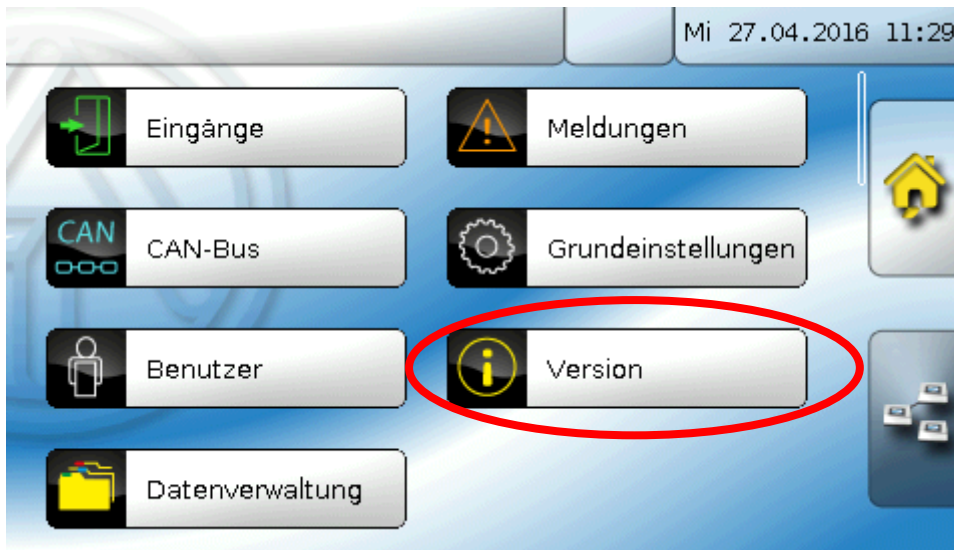 Mi 27.04.2016 11:29
Eingänge
Meldungen
CAN
CAN-Bus
Grundeinstellungen
Benutzer
Version
Datenverwaltung